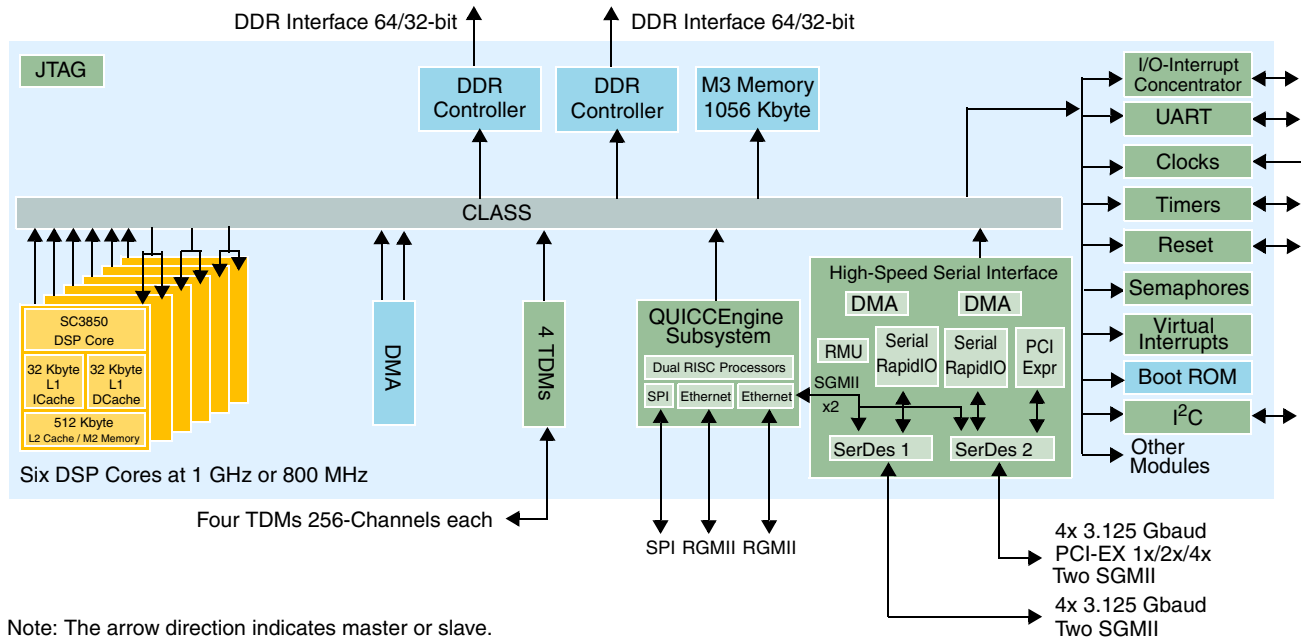 DDR Interface 64/32-bit
DDR Interface 64/32-bit
JTAG
DDR
Controller
DDR
Controller
M3 Memory
1056 Kbyte
I/O-Interrupt
Concentrator
UART
Clocks
Timers
Reset
Semaphores
Virtual
Interrupts
Boot ROM
I²C
Other
Modules
CLASS
SC3850
DSP Core
32 Kbyte
L1
ICache
32 Kbyte
L1
DCache
512 Kbyte
L2 Cache / M2 Memory
Six DSP Cores at 1 GHz or 800 MHz
DMA
4 TDMs
Four TDMs 256-Channels each
QUICCEngine
Subsystem
Dual RISC Processors
SPI
Ethernet
Ethernet
SPI
RGMII
RGMII
High-Speed Serial Interface
DMA
DMA
RMU
Serial
RapidIO
Serial
RapidIO
PCI
Expr
SGMII
x2
SerDes 1
SerDes 2
4x 3.125 Gbaud
PCI-EX 1x/2x/4x
Two SGMII
4x 3.125 Gbaud
Two SGMII
Note: The arrow direction indicates master or slave.